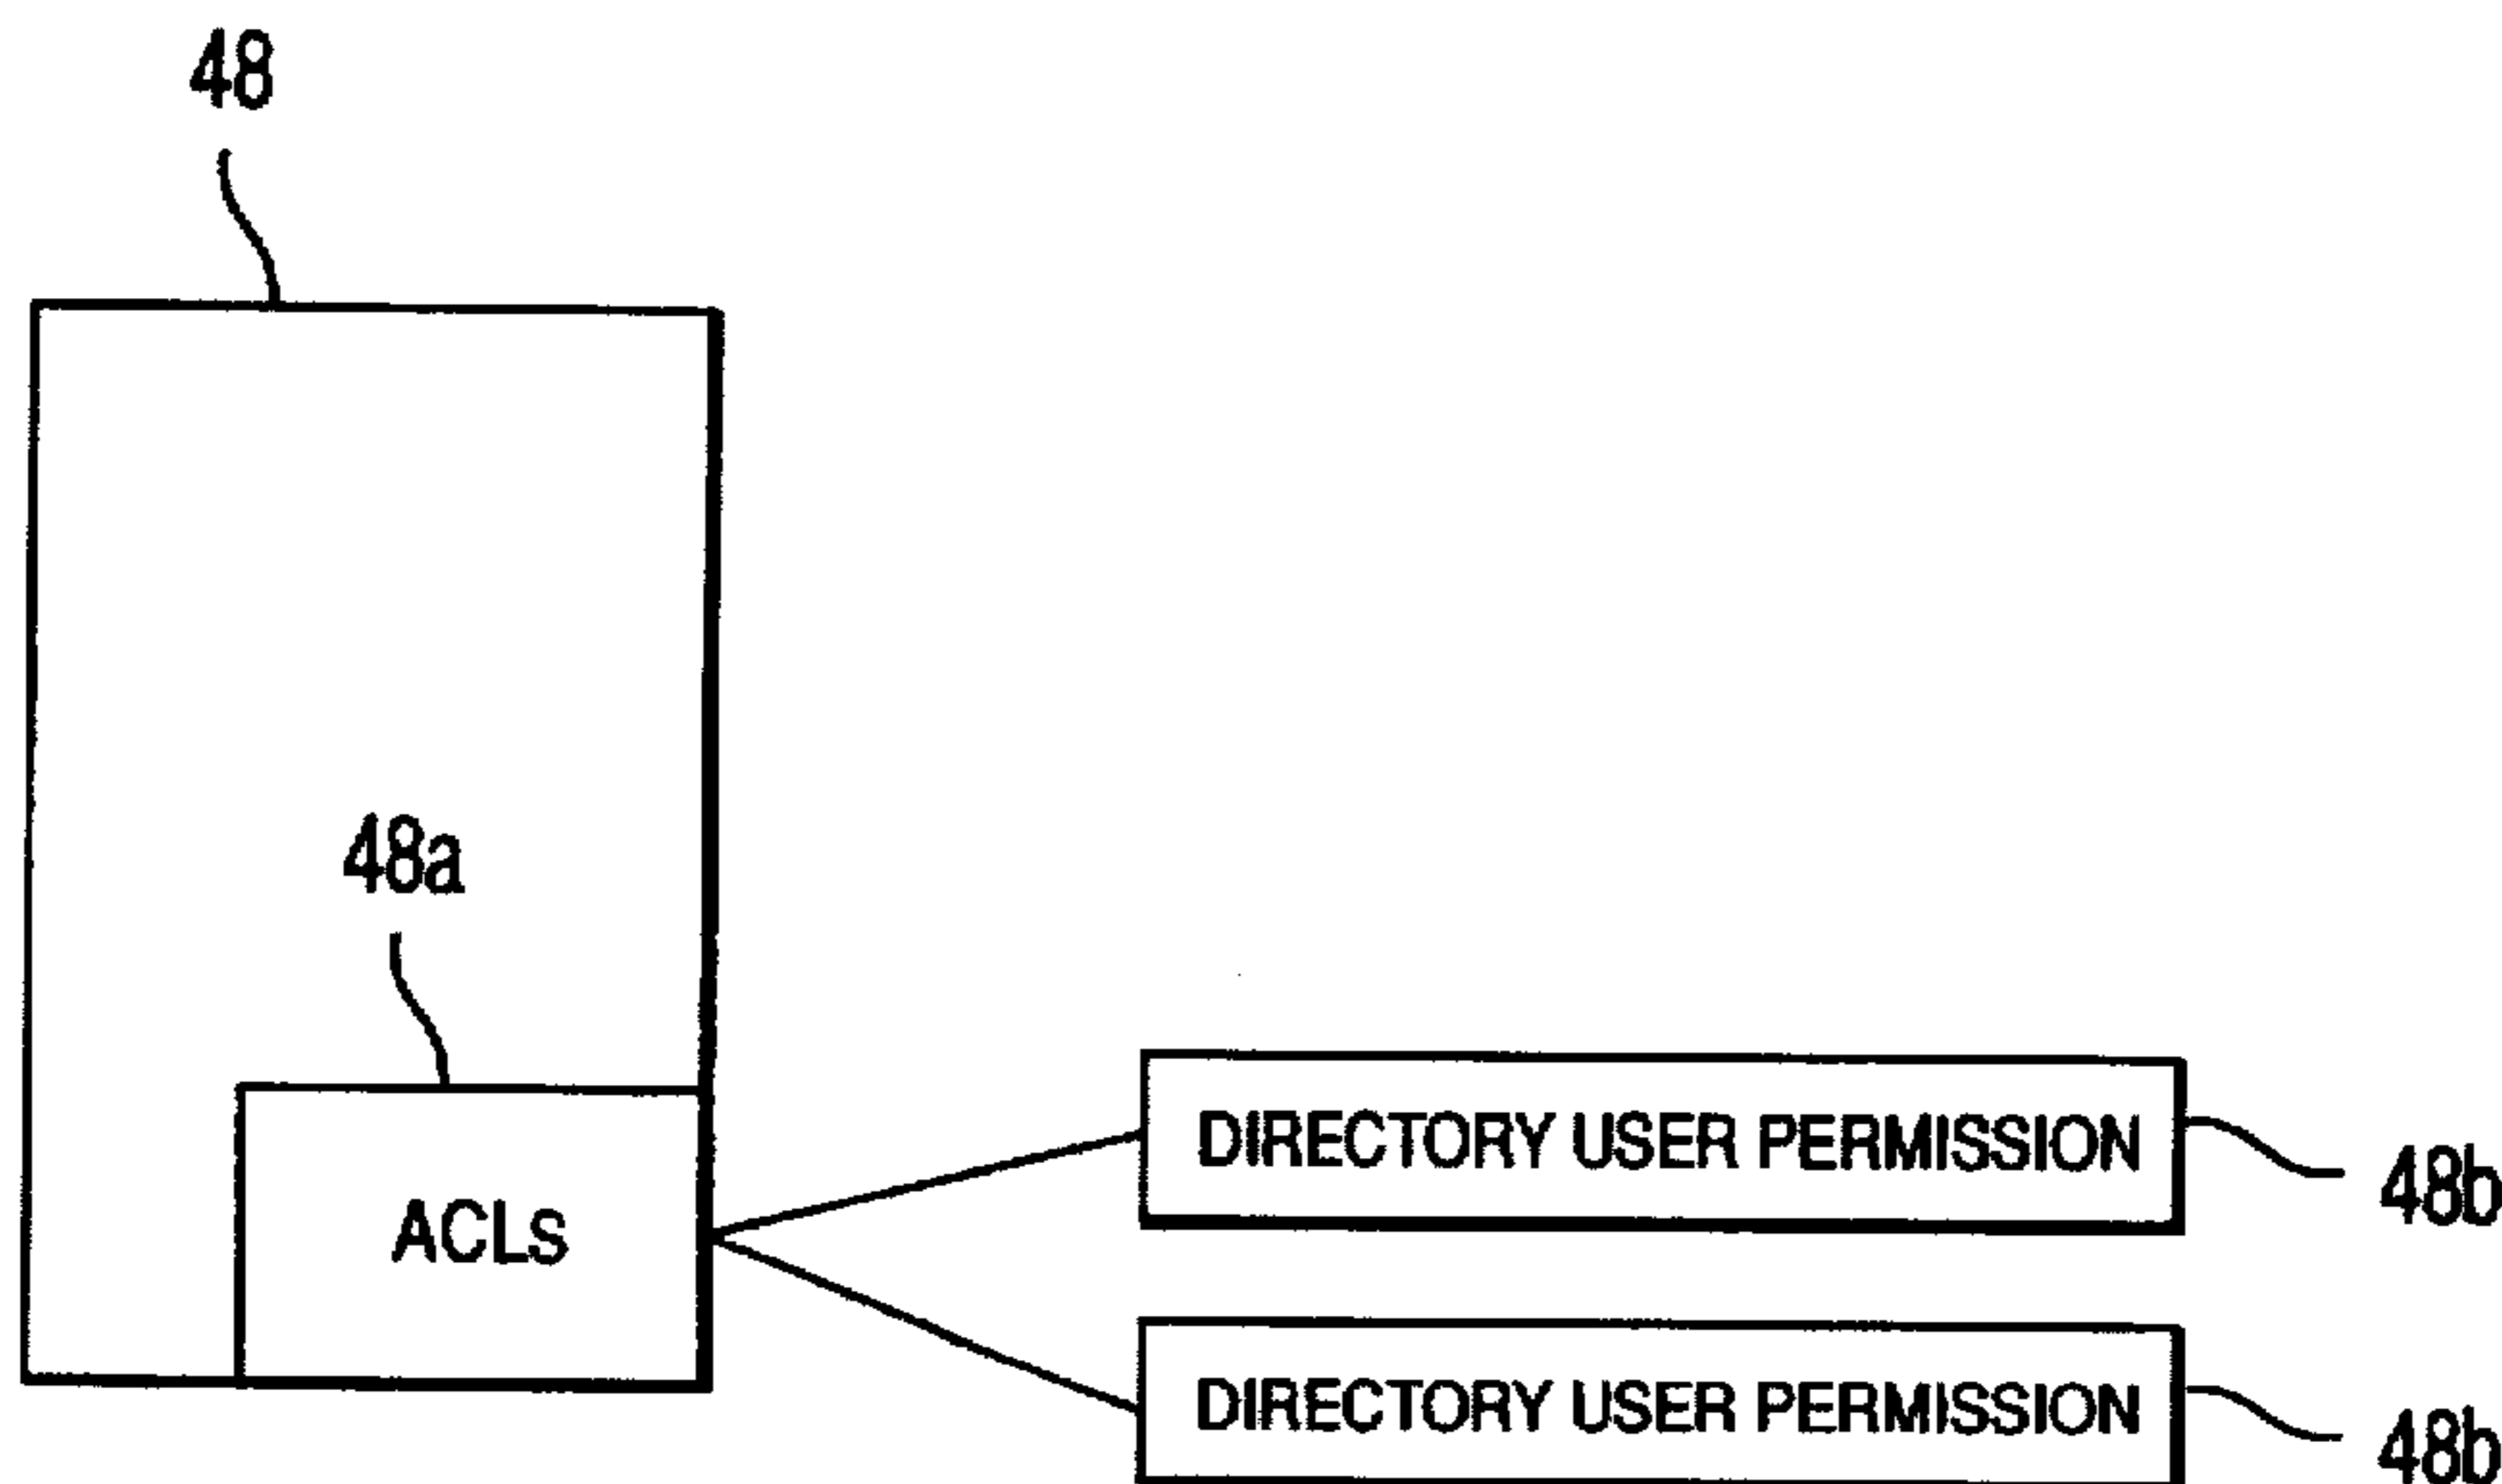 48
48a
ACLS
DIRECTORY USER PERMISSION
48b
DIRECTORY USER PERMISSION
48b